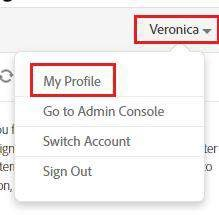 Veronica
My Profile
Go to Admin Console
Switch Account
Sign Out